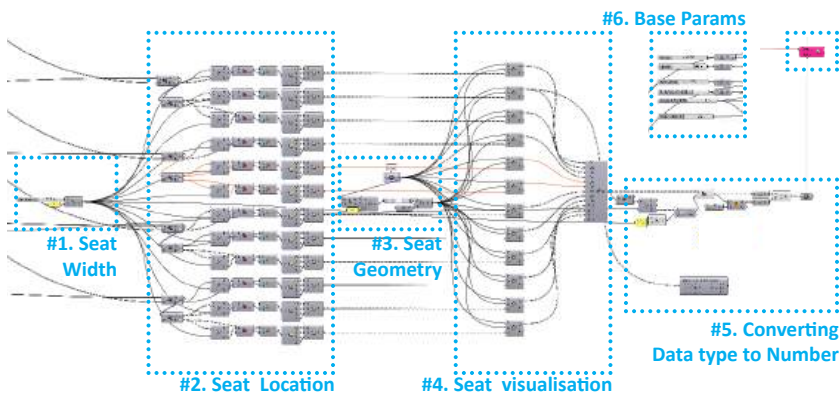 #6. Base Params
#1. Seat
Width
#3. Seat
Geometry
#5. Converting
Data type to Number
#2. Seat Location
#4. Seat visualisation